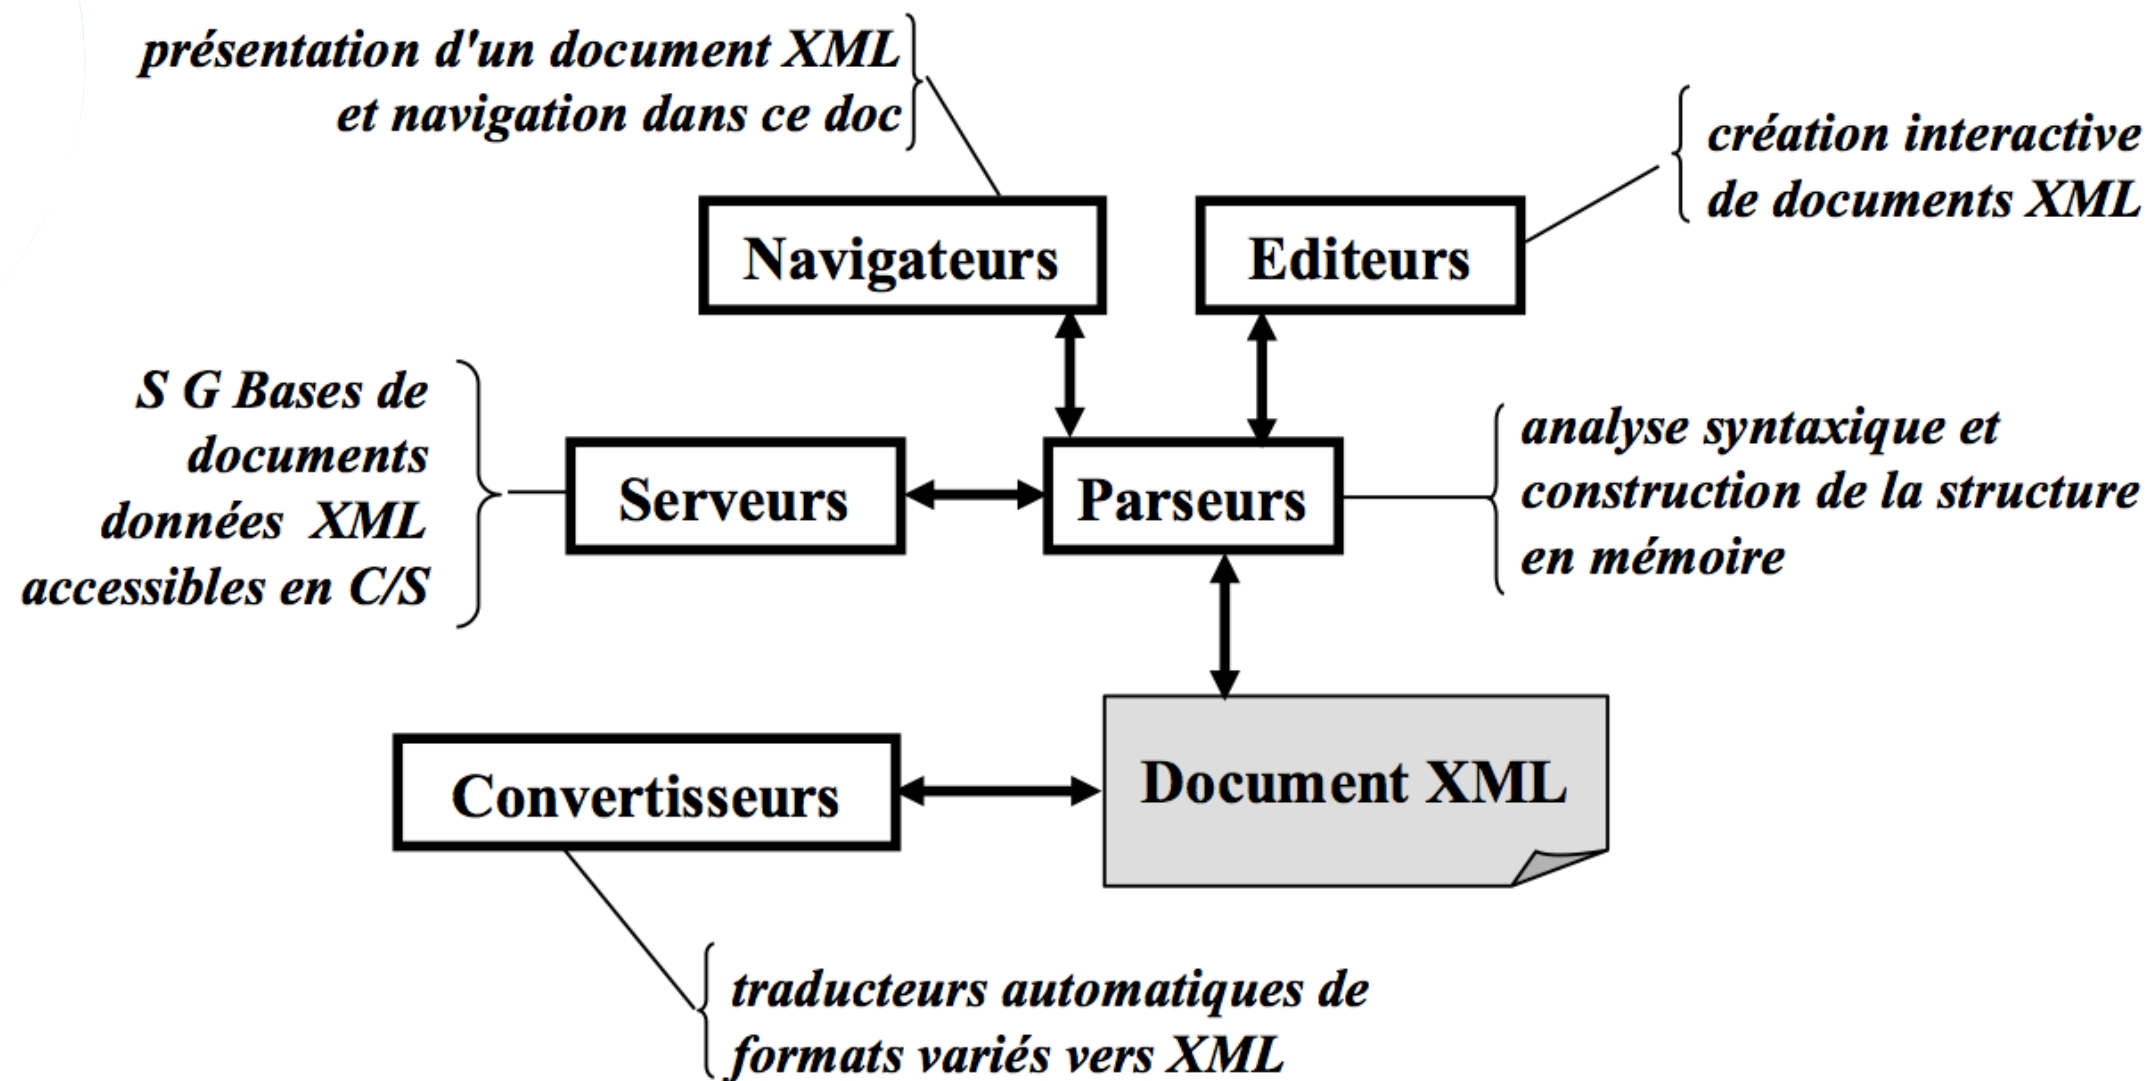 présentation d'un document XML
et navigation dans ce doc
création interactive
de documents XML
Navigateurs
Editeurs
S G Bases de
documents
données XML
accessibles en C/S
Serveurs
Parseurs
analyse syntaxique et
construction de la structure
en mémoire
Convertisseurs
Document XML
traducteurs automatiques de
formats variés vers XML